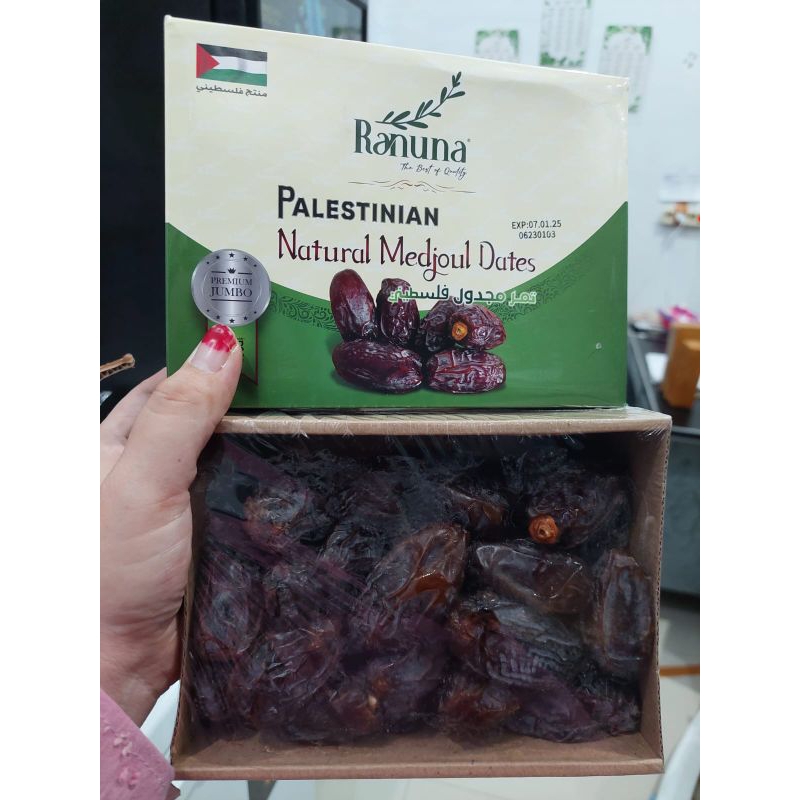 منتج فلسطيني
Ranuna®
The Best of Quality
PALESTINIAN
EXP:07.01.25
06230103
Natural Medjoul Dates
تمر مجدول فلسطيني
PREMIUM
JUMBO